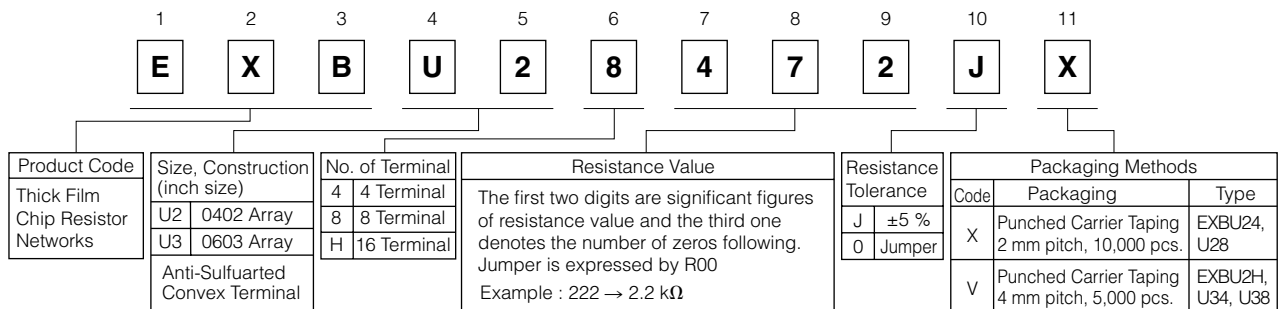 1 2 3 4 5 6 7 8 9 10 11
E X B U 2 8 4 7 2 J X
Product Code
Thick Film
Chip Resistor
Networks
Size, Construction
(inch size)
U2 0402 Array
U3 0603 Array
Anti-Sulfuarted
Convex Terminal
No. of Terminal
4 4 Terminal
8 8 Terminal
H 16 Terminal
Resistance Value
The first two digits are significant figures
of resistance value and the third one
denotes the number of zeros following.
Jumper is expressed by R00
Example : 222 → 2.2 kΩ
Resistance
Tolerance
J ±5 %
0 Jumper
Packaging Methods
Code Packaging Type
X Punched Carrier Taping
2 mm pitch, 10,000 pcs. EXBU24,
U28
V Punched Carrier Taping
4 mm pitch, 5,000 pcs. EXBU2H,
U34, U38